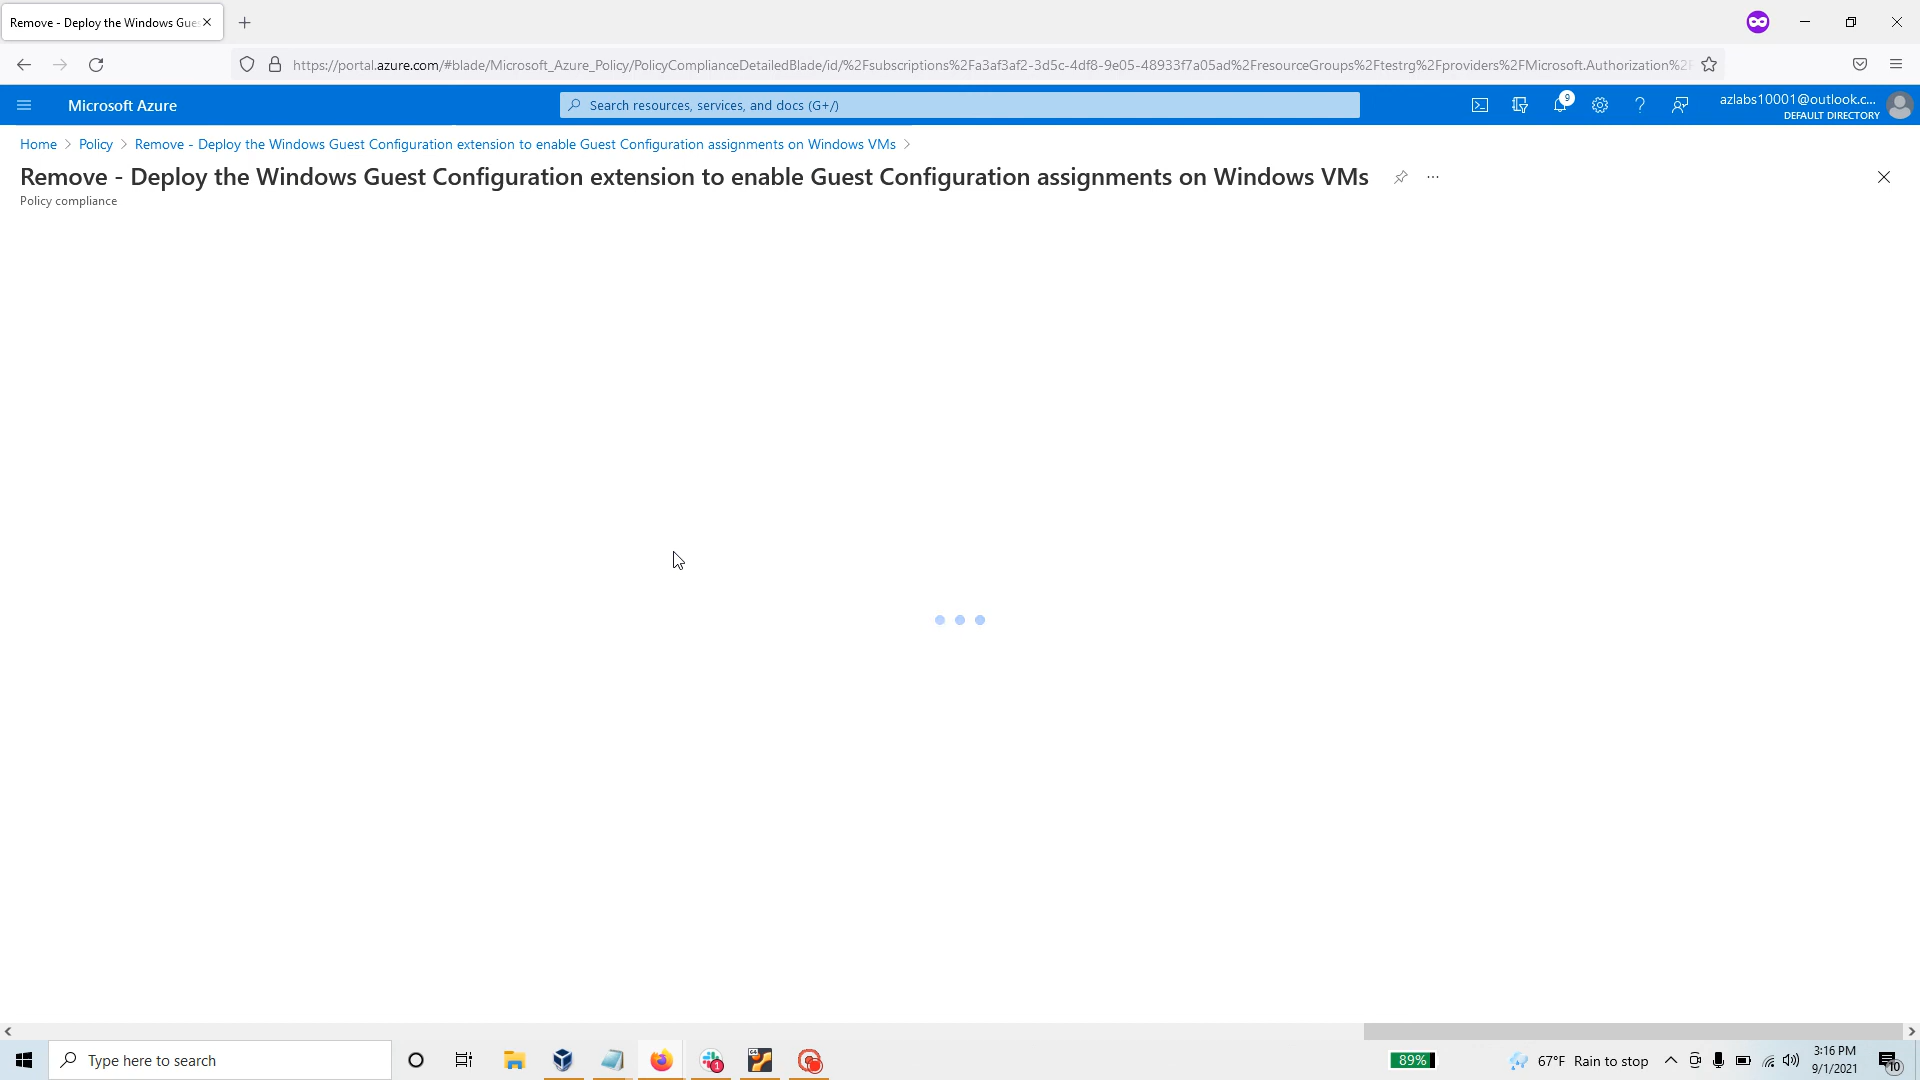 Remove - Deploy the Windows Gues
https://portal.azure.com/#blade/Microsoft_Azure_Policy/PolicyComplianceDetailedBlade/id/%2Fsubscriptions%2Fa3af3af2-3d5c-4df8-9e05-48933f7a05ad%2FresourceGroups%2Ftestrg%2Fproviders%2FMicrosoft.Authorization%2F
Microsoft Azure
Search resources, services, and docs (G+/)
9
azlabs10001@outlook.c...
DEFAULT DIRECTORY
Home > Policy > Remove - Deploy the Windows Guest Configuration extension to enable Guest Configuration assignments on Windows VMs >
Remove - Deploy the Windows Guest Configuration extension to enable Guest Configuration assignments on Windows VMs
Policy compliance
Type here to search
1
89%
67°F Rain to stop
3:16 PM
9/1/2021
10